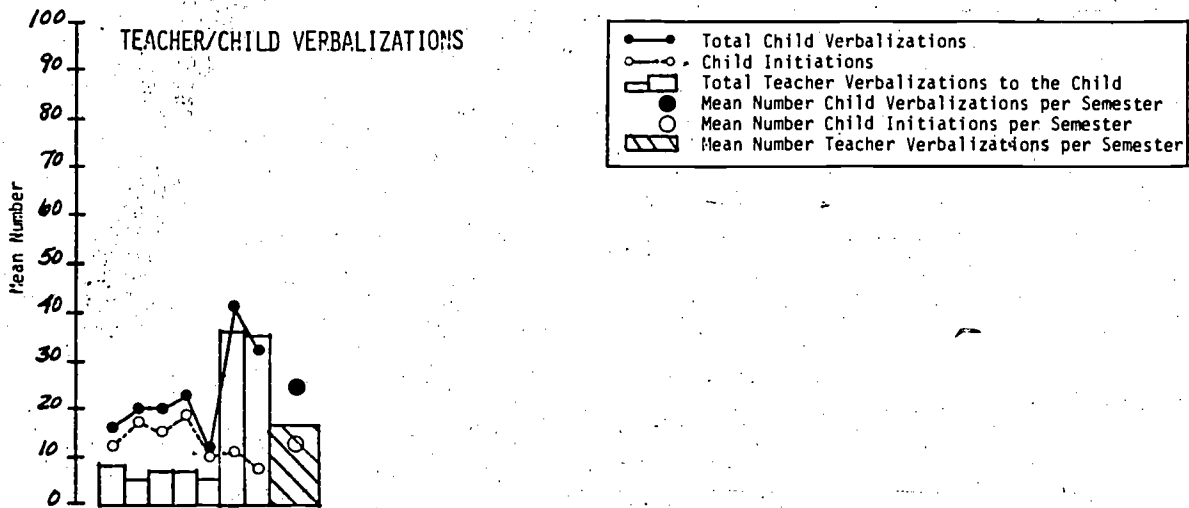 TEACHER/CHILD VERBALIZATIONS
Total Child Verbalizations
Child Initiations
Total Teacher Verbalizations to the Child
Mean Number Child Verbalizations per Semester
Mean Number Child Initiations per Semester
Mean Number Teacher Verbalizations per Semester
Mean Number
100
90
80
70
60
50
40
30
20
10
0